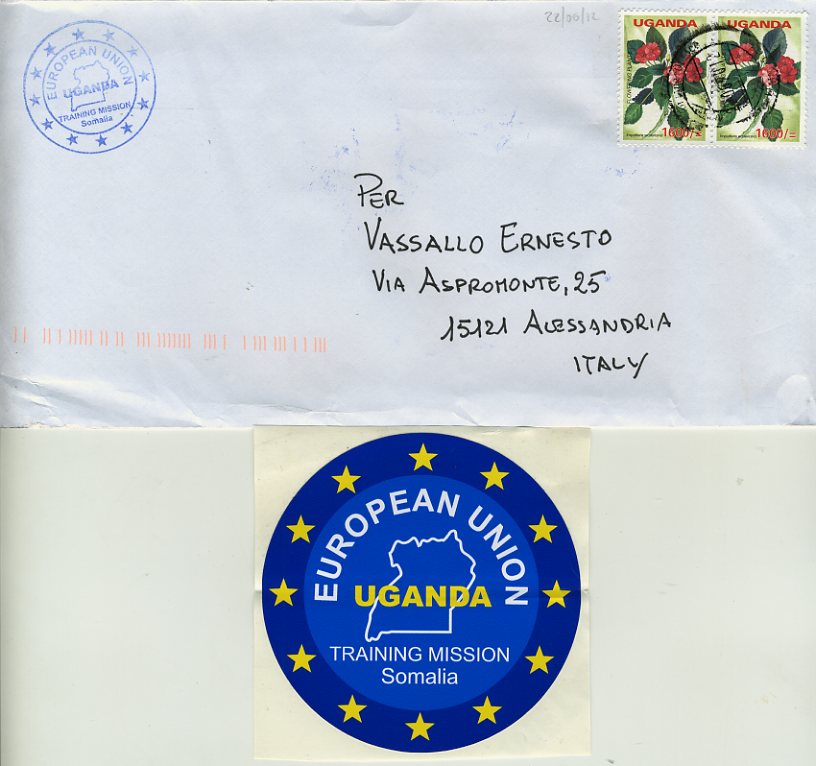 22/06/12
EUROPEAN UNION
UGANDA
TRAINING MISSION
Somalia
UGANDA
1600/=
UGANDA
1600/=
PER
VASSALLO ERNESTO
VIA ASPROMONTE, 25
15121 ALESSANDRIA
ITALY
EUROPEAN UNION
UGANDA
TRAINING MISSION
Somalia